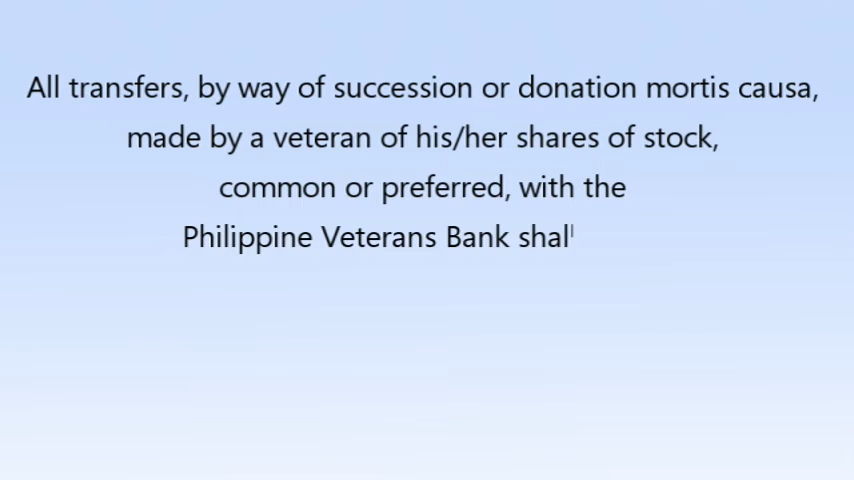 All transfers, by way of succession or donation mortis causa,
made by a veteran of his/her shares of stock,
common or preferred, with the
Philippine Veterans Bank shal